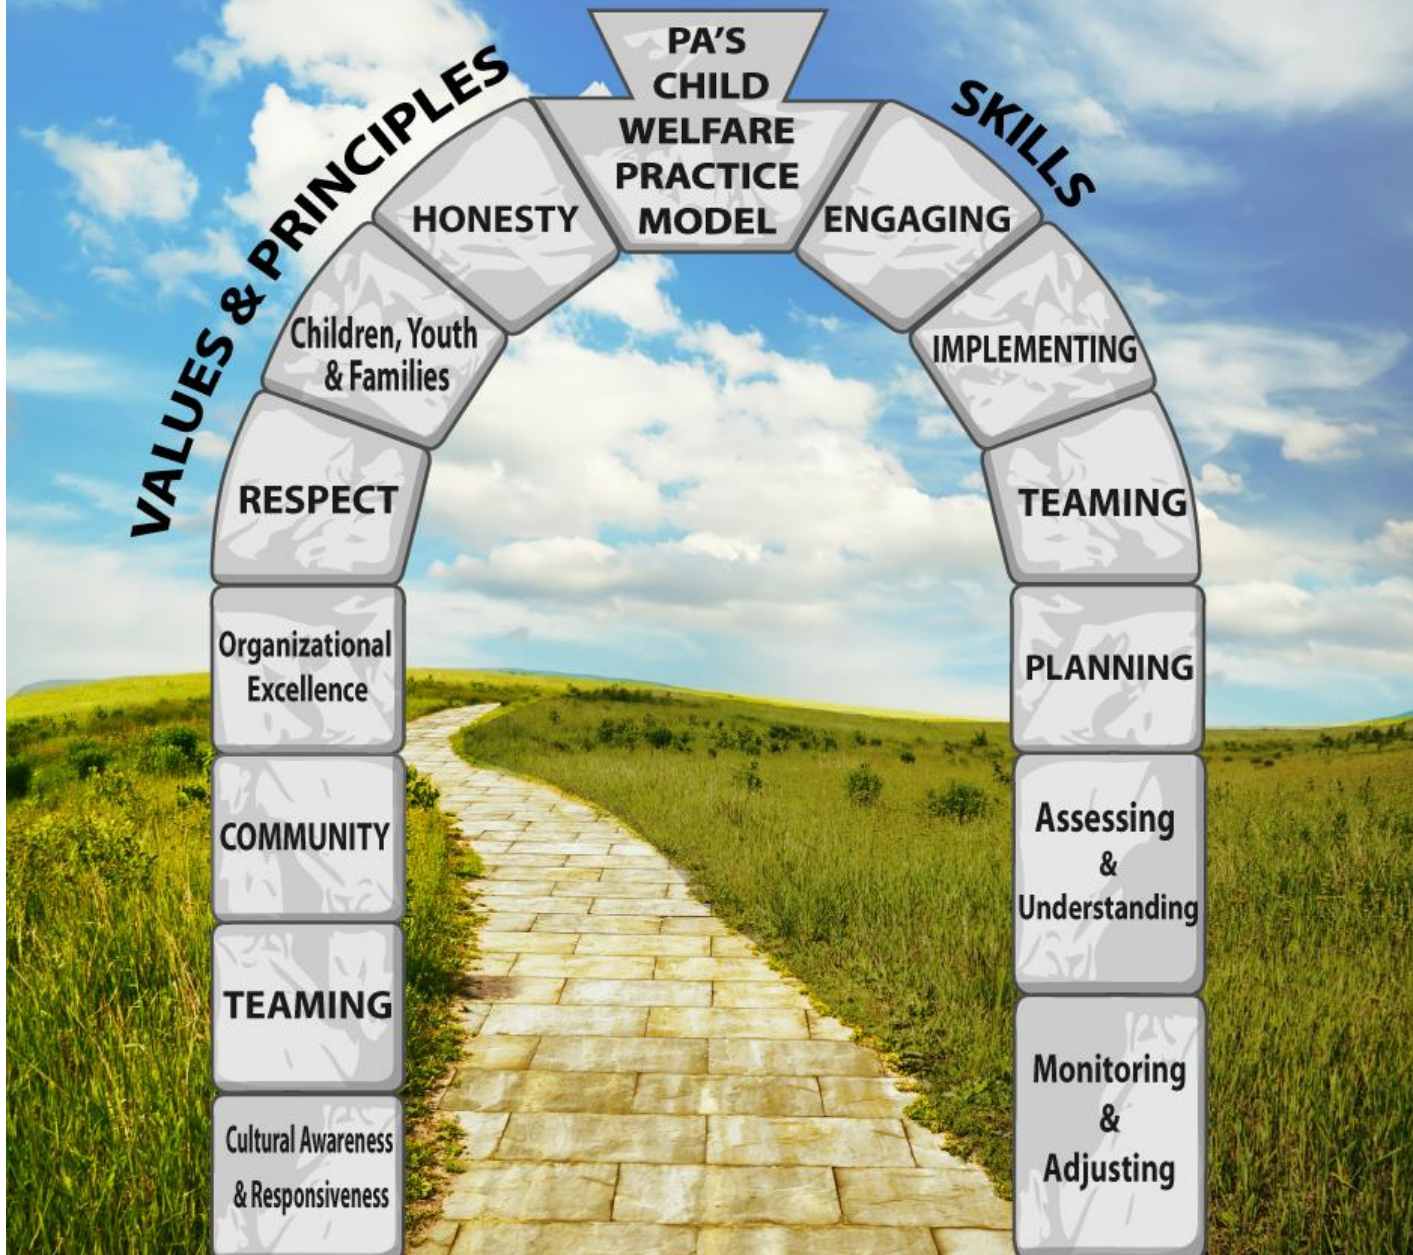 PA'S
CHILD
WELFARE
PRACTICE
MODEL
VALUES & PRINCIPLES
HONESTY
Children, Youth
& Families
RESPECT
Organizational
Excellence
COMMUNITY
TEAMING
Cultural Awareness
& Responsiveness
SKILLS
ENGAGING
IMPLEMENTING
TEAMING
PLANNING
Assessing
&
Understanding
Monitoring
&
Adjusting